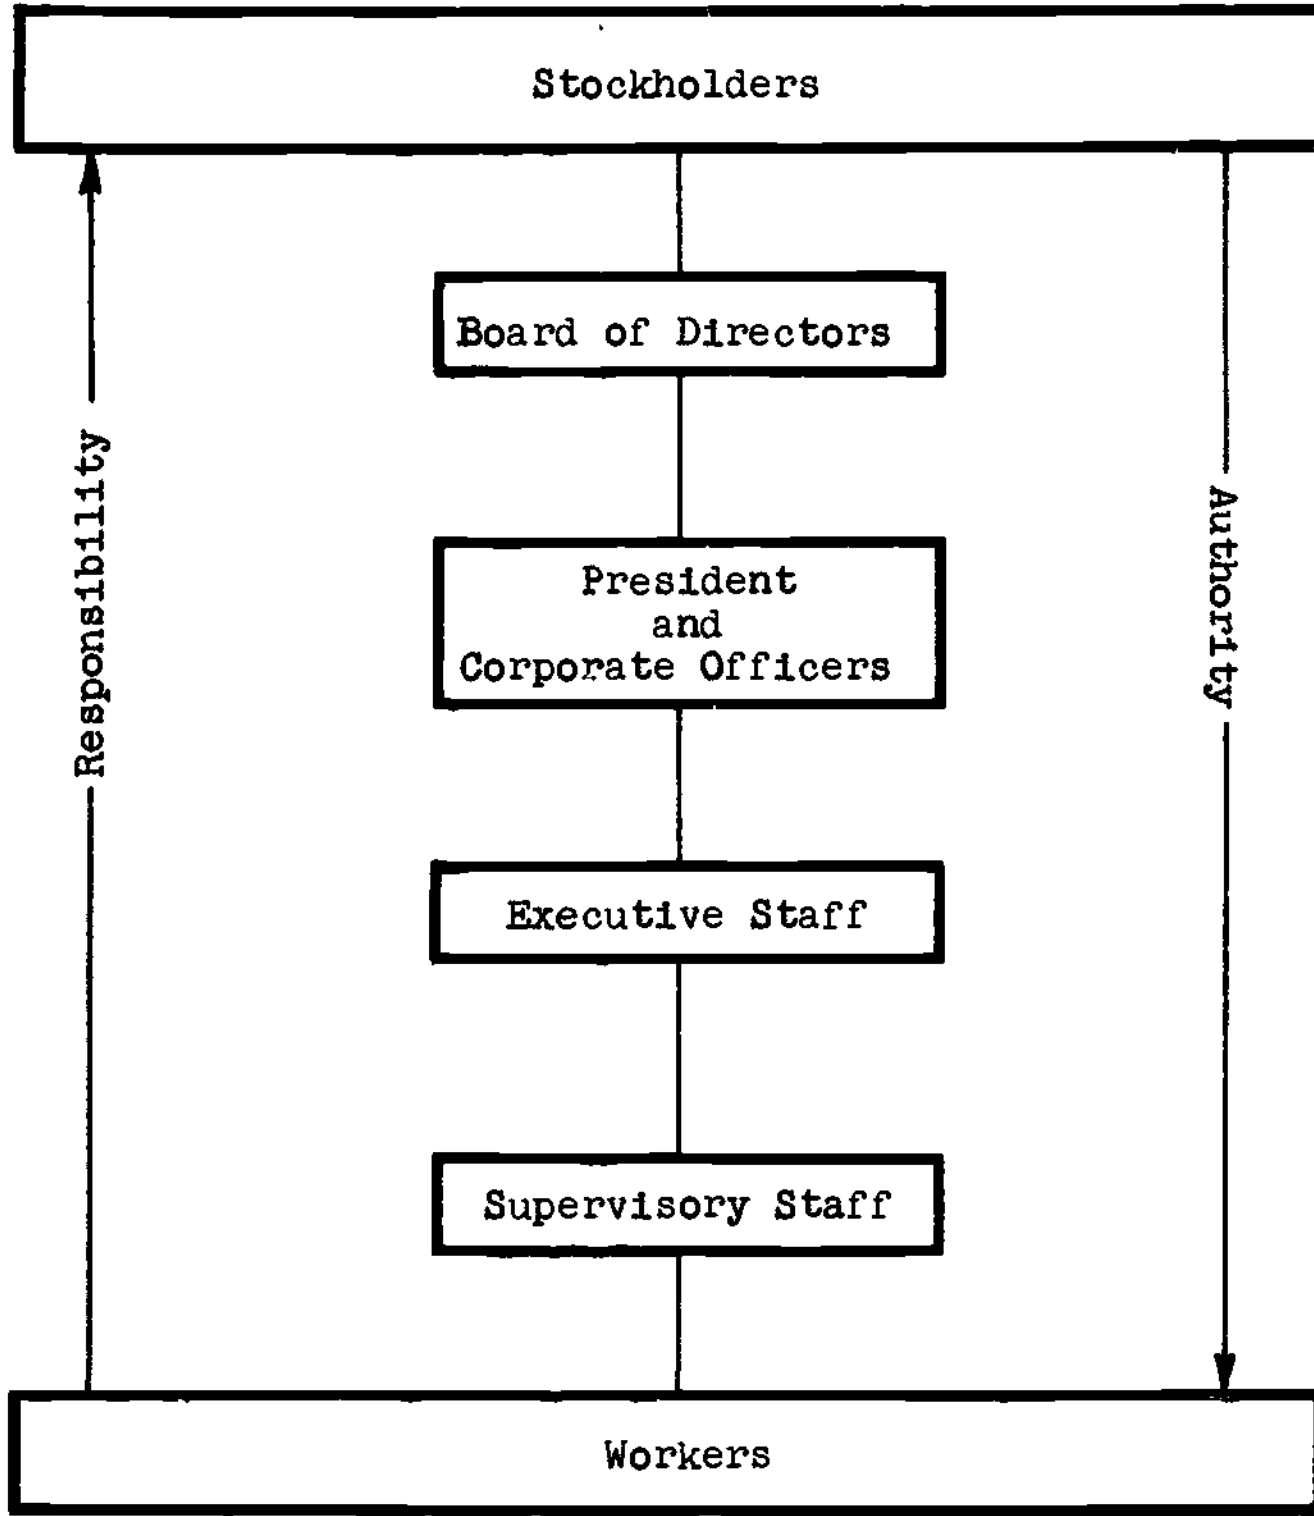 Stockholders
Board of Directors
Responsibility
Authority
President
and
Corporate Officers
Executive Staff
Supervisory Staff
Workers